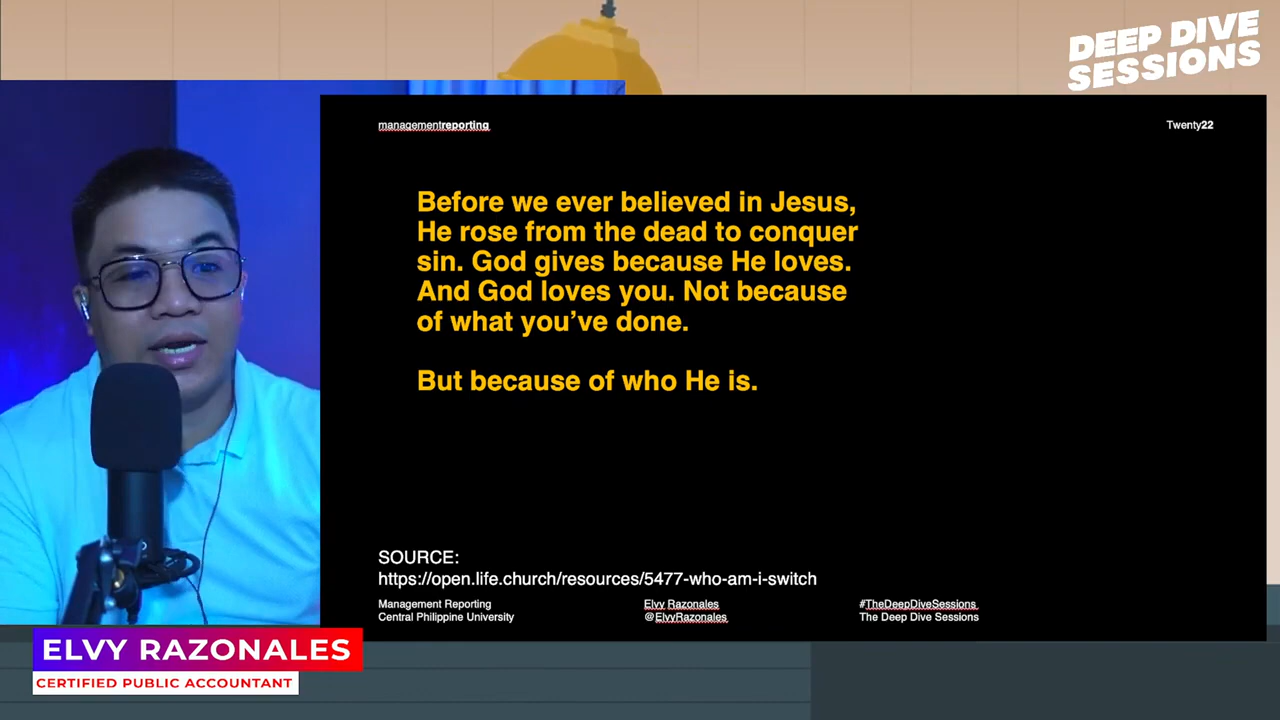 DEEP DIVE
SESSIONS
managementreporting
Twenty22
Before we ever believed in Jesus,
He rose from the dead to conquer
sin. God gives because He loves.
And God loves you. Not because
of what you’ve done.
But because of who He is.
SOURCE:
https://open.life.church/resources/5477-who-am-i-switch
Management Reporting
Central Philippine University
Elvy Razonales
@ElvyRazonales
#TheDeepDiveSessions
The Deep Dive Sessions
ELVY RAZONALES
CERTIFIED PUBLIC ACCOUNTANT